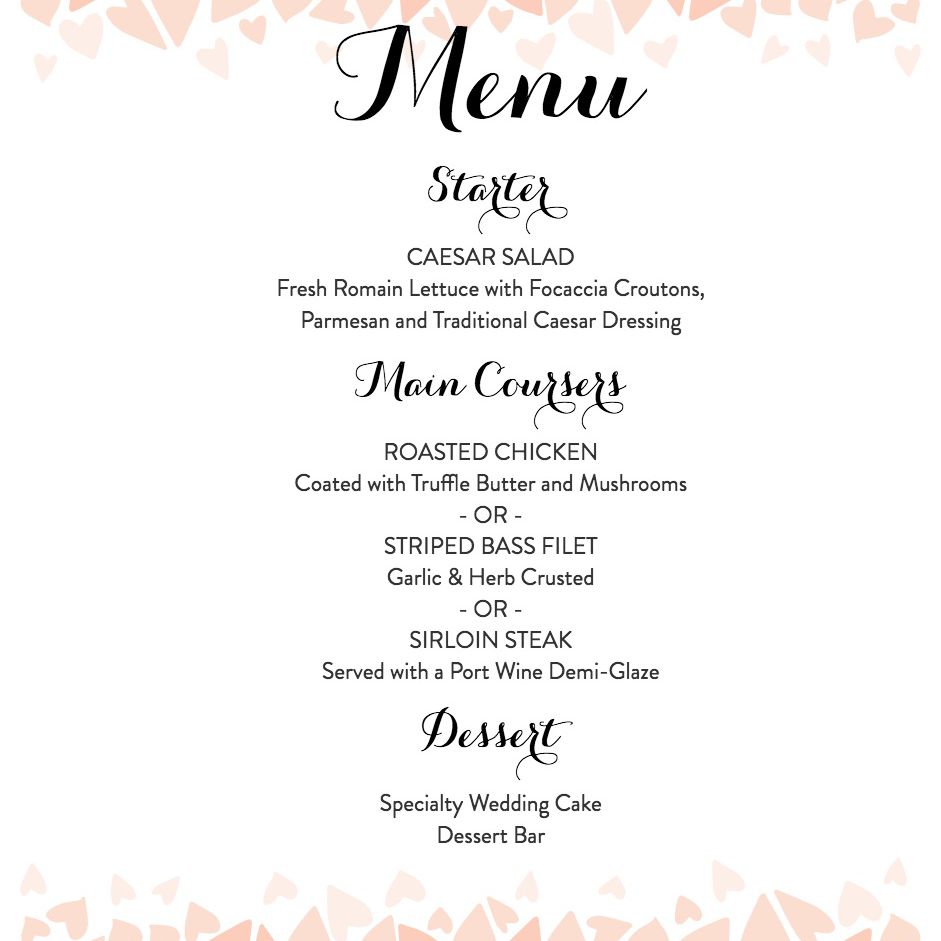 Menu
Starter
CAESAR SALAD
Fresh Romain Lettuce with Focaccia Croutons,
Parmesan and Traditional Caesar Dressing
Main Coursers
ROASTED CHICKEN
Coated with Truffle Butter and Mushrooms
- OR -
STRIPED BASS FILET
Garlic & Herb Crusted
- OR -
SIRLOIN STEAK
Served with a Port Wine Demi-Glaze
Dessert
Specialty Wedding Cake
Dessert Bar